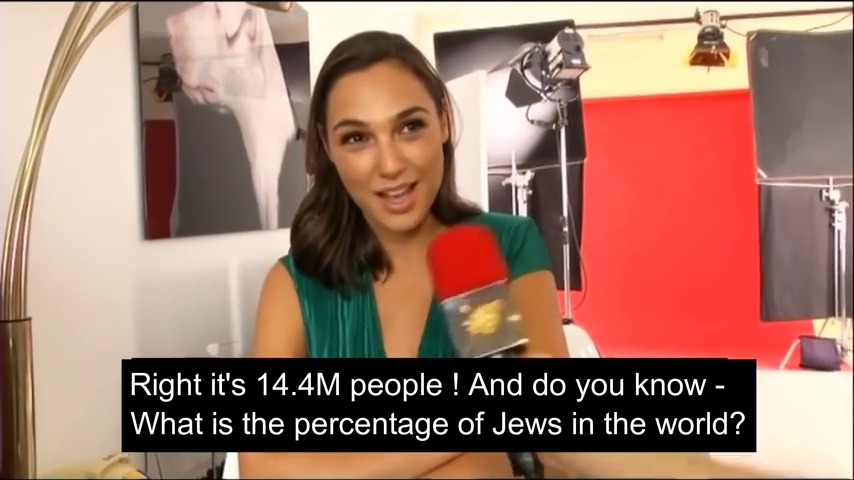 Right it's 14.4M people ! And do you know -
What is the percentage of Jews in the world?